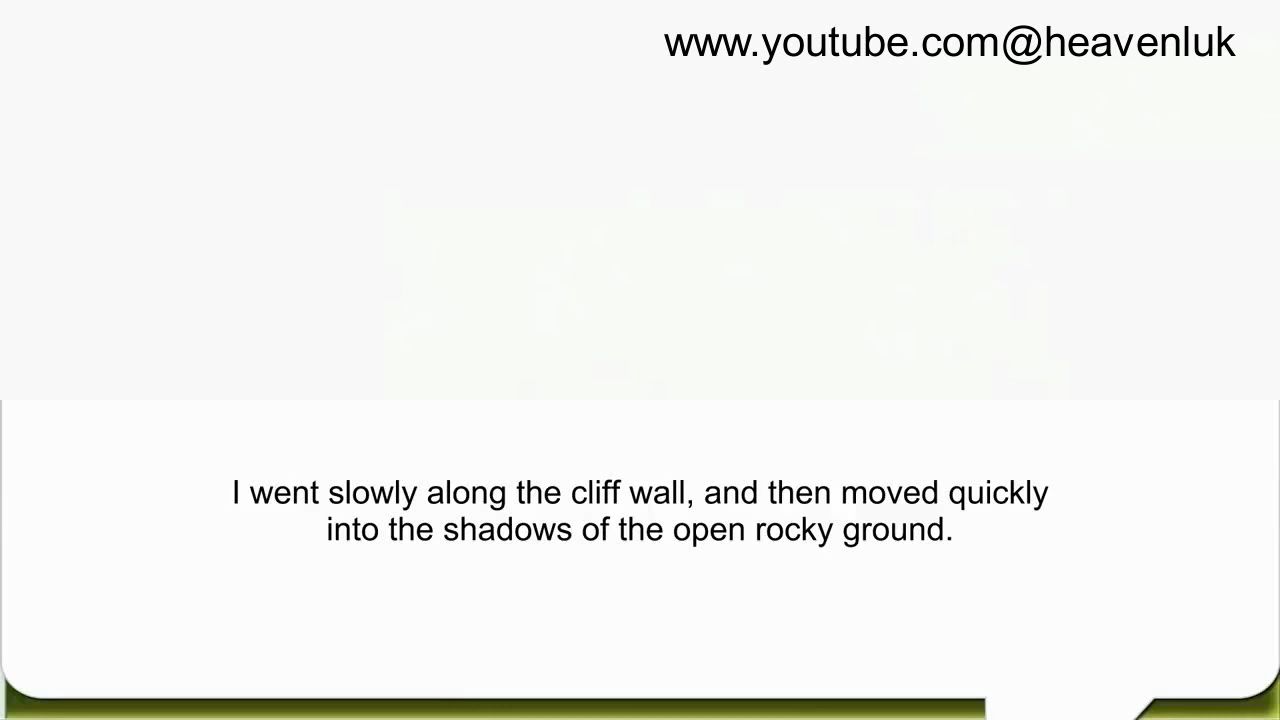 www.youtube.com@heavenluk
I went slowly along the cliff wall, and then moved quickly
into the shadows of the open rocky ground.